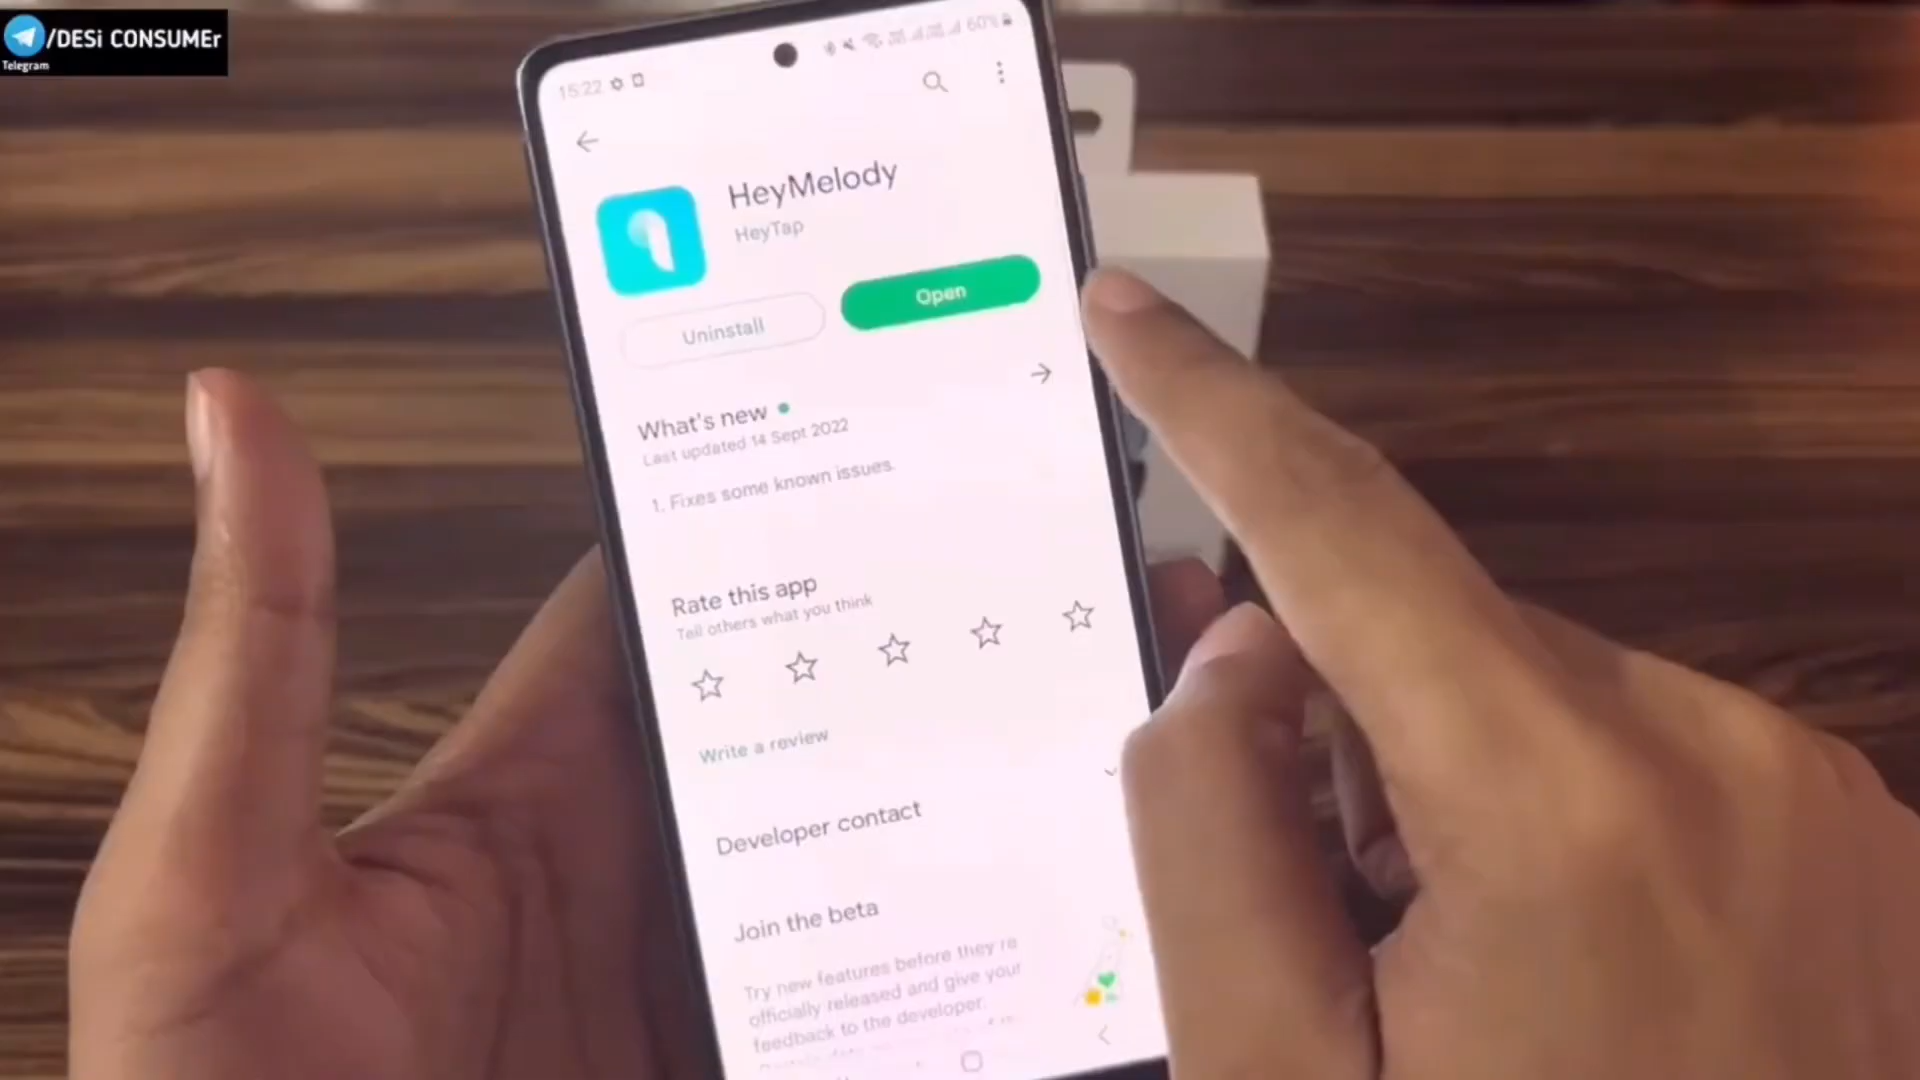 /DESi CONSUMEr
Telegram
15:22
60%
HeyMelody
HeyTap
Uninstall
Open
What's new
Last updated 14 Sept 2022
1. Fixes some known issues.
Rate this app
Tell others what you think
Write a review
Developer contact
Join the beta
Try new features before they're
officially released and give your
feedback to the developer.